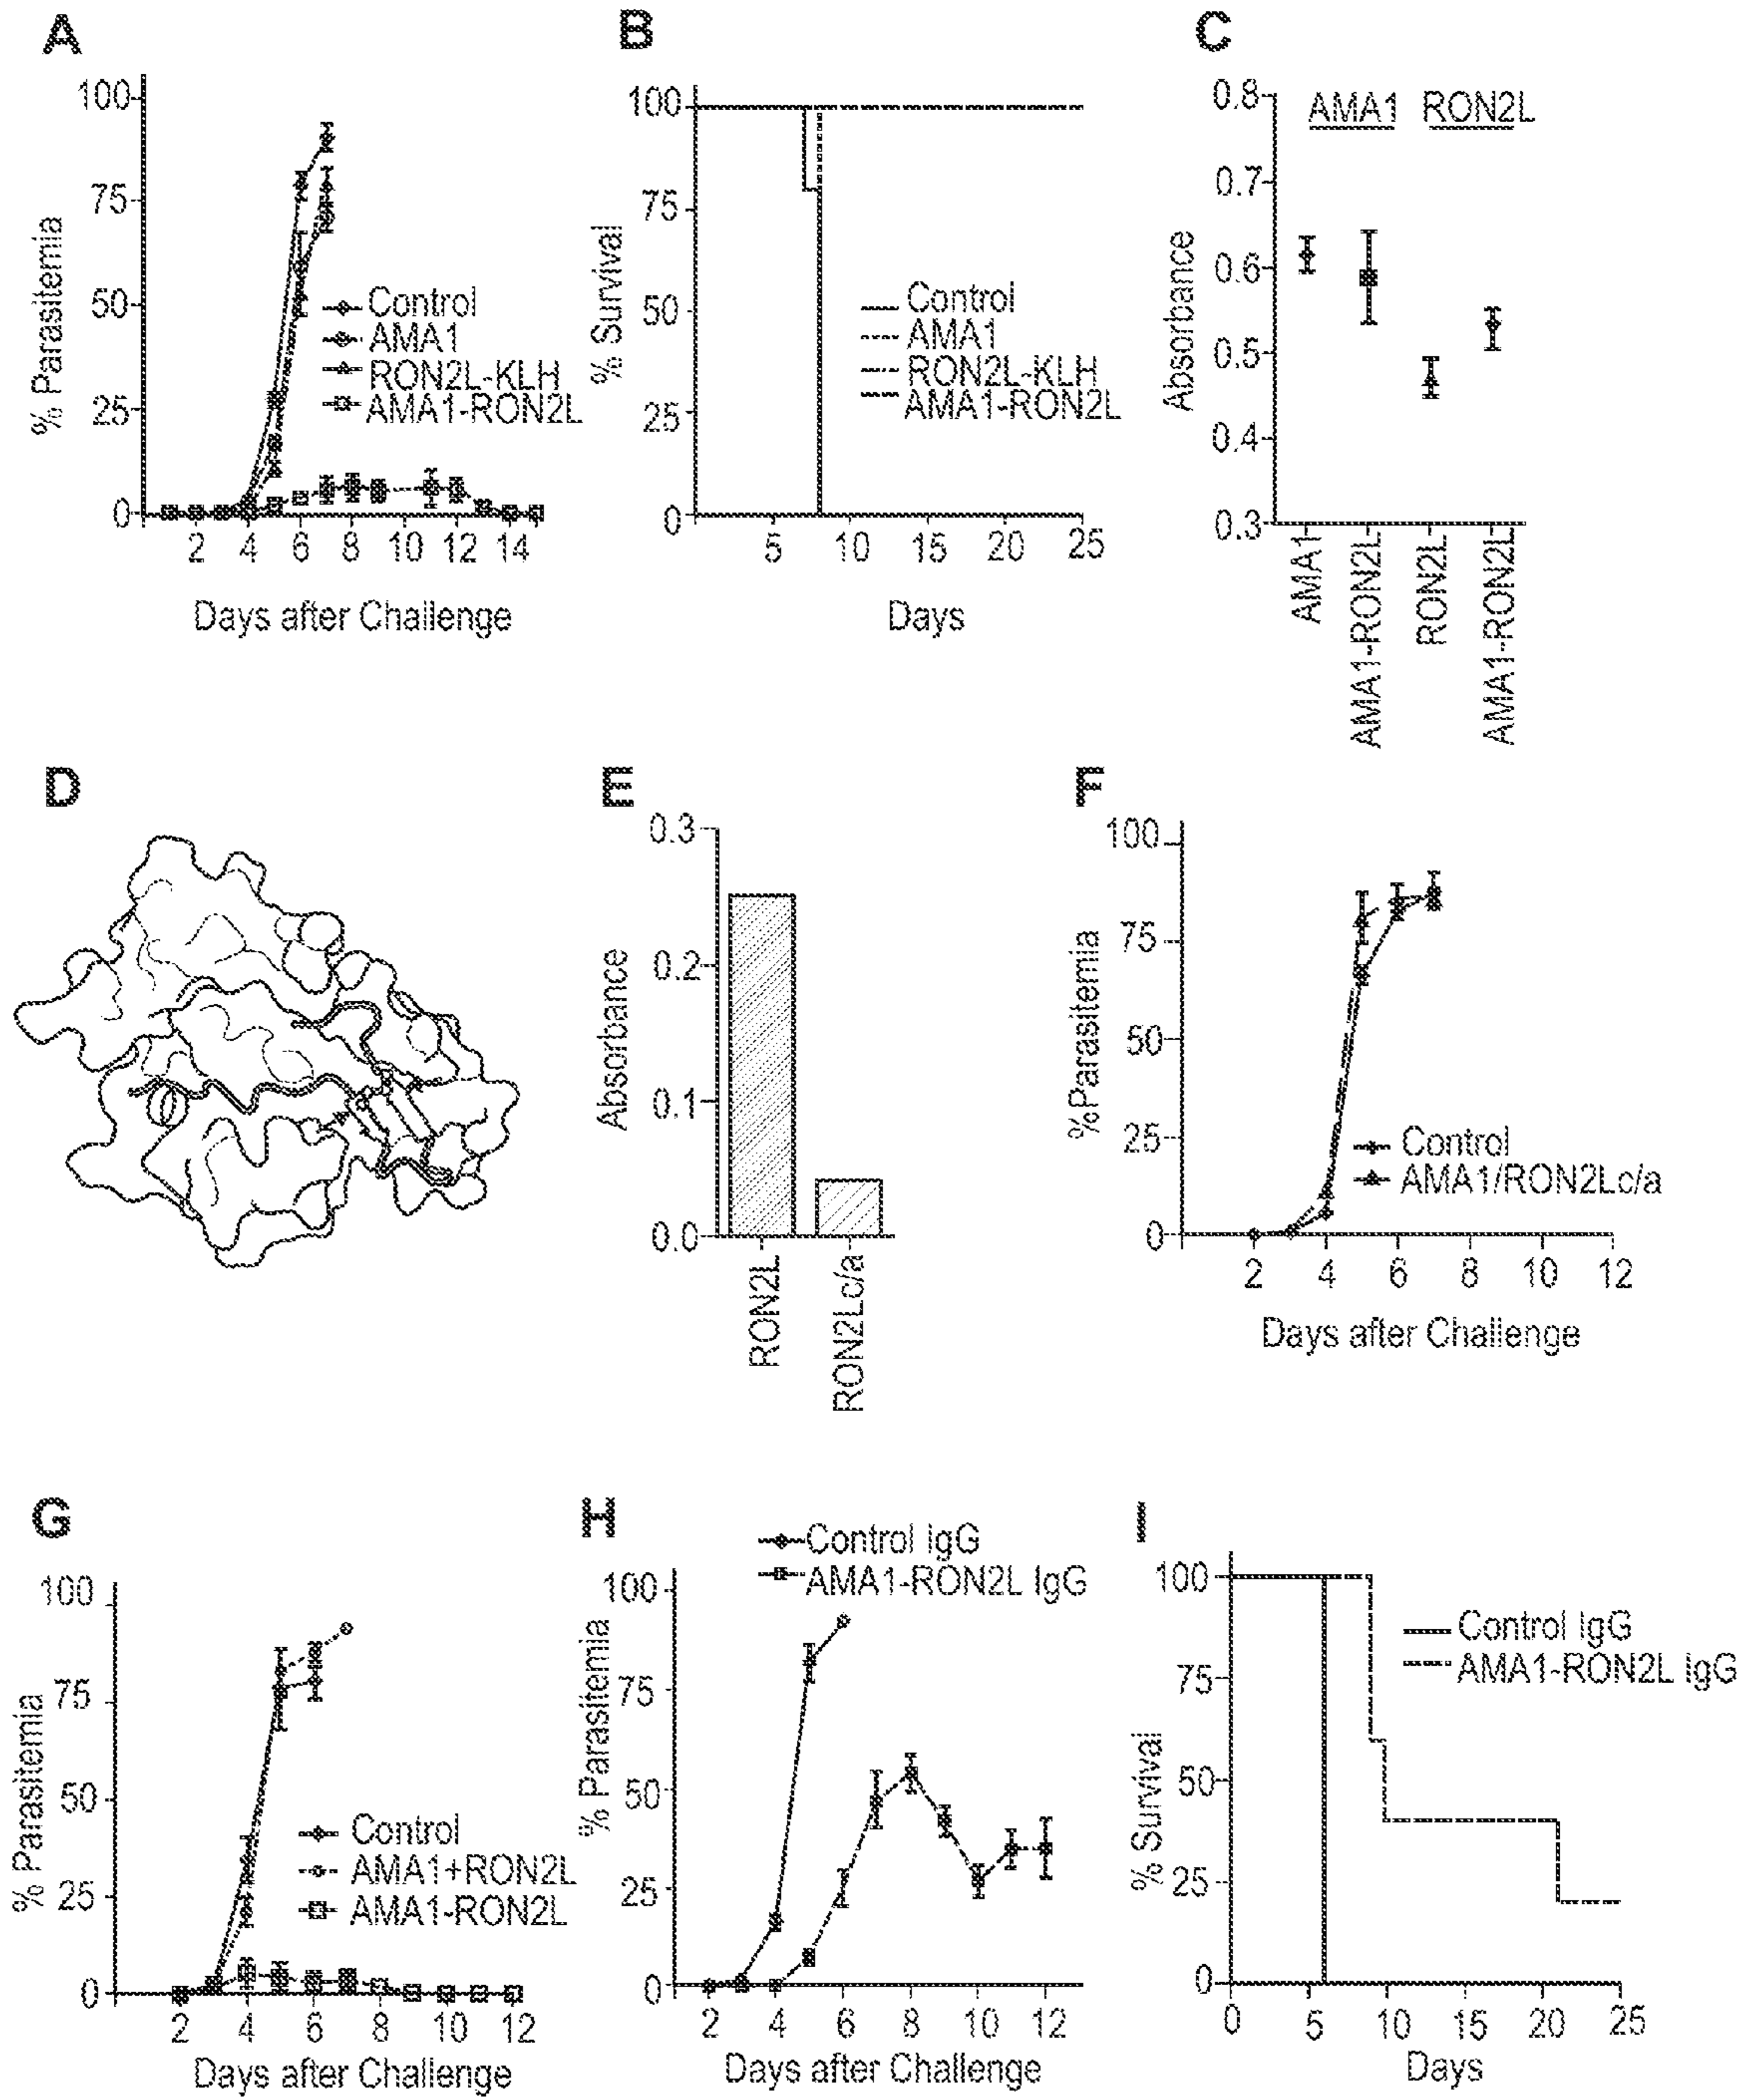 A
100
75
50
25
0
% Parasitemia
2 4 6 8 10 12 14
Days after Challenge
Control
AMA1
RON2L-KLH
AMA1-RON2L
B
100
75
50
25
0
% Survival
5 10 15 20 25
Days
Control
AMA1
RON2L-KLH
AMA1-RON2L
C
0.8
0.7
0.6
0.5
0.4
0.3
Absorbance
AMA1 RON2L
AMA1
AMA1-RON2L
RON2L
AMA1-RON2L
D
E
0.3
0.2
0.1
0.0
Absorbance
RON2L
RON2Lc/a
F
100
75
50
25
0
%Parasitemia
2 4 6 8 10 12
Days after Challenge
Control
AMA1/RON2Lc/a
G
100
75
50
25
0
% Parasitemia
2 4 6 8 10 12
Days after Challenge
Control
AMA1+RON2L
AMA1-RON2L
H
Control IgG
AMA1-RON2L IgG
100
75
50
25
0
% Parasitemia
2 4 6 8 10 12
Days after Challenge
I
100
75
50
25
0
% Survival
0 5 10 15 20 25
Days
Control IgG
AMA1-RON2L IgG